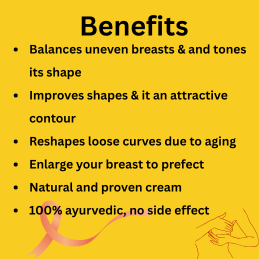 Benefits
• Balances uneven breasts & and tones
its shape
• Improves shapes & it an attractive
contour
• Reshapes loose curves due to aging
• Enlarge your breast to prefect
• Natural and proven cream
• 100% ayurvedic, no side effect